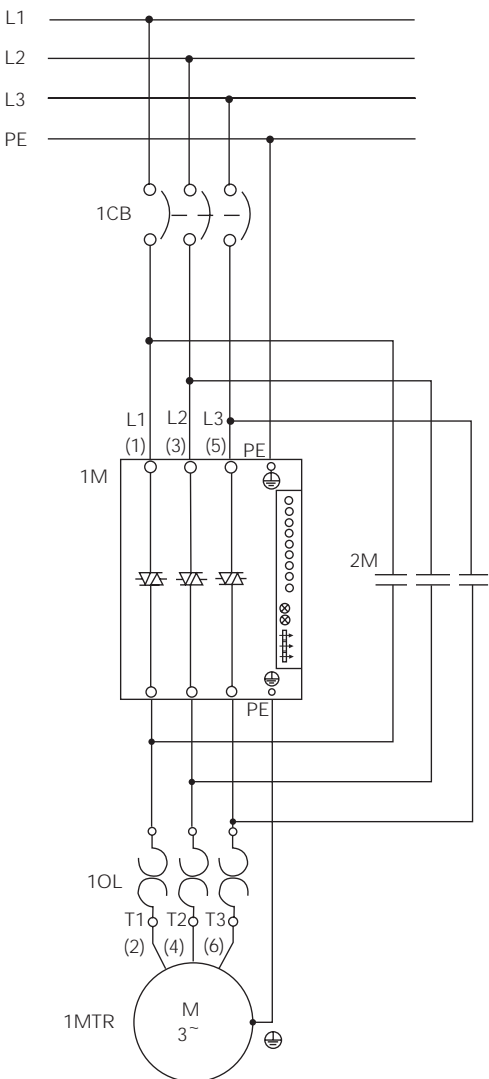 L1
L2
L3
PE
1CB
L1 L2 L3
(1) (3) (5) PE
1M
2M
PE
1OL
T1 T2 T3
(2) (4) (6)
1MTR
M
3~